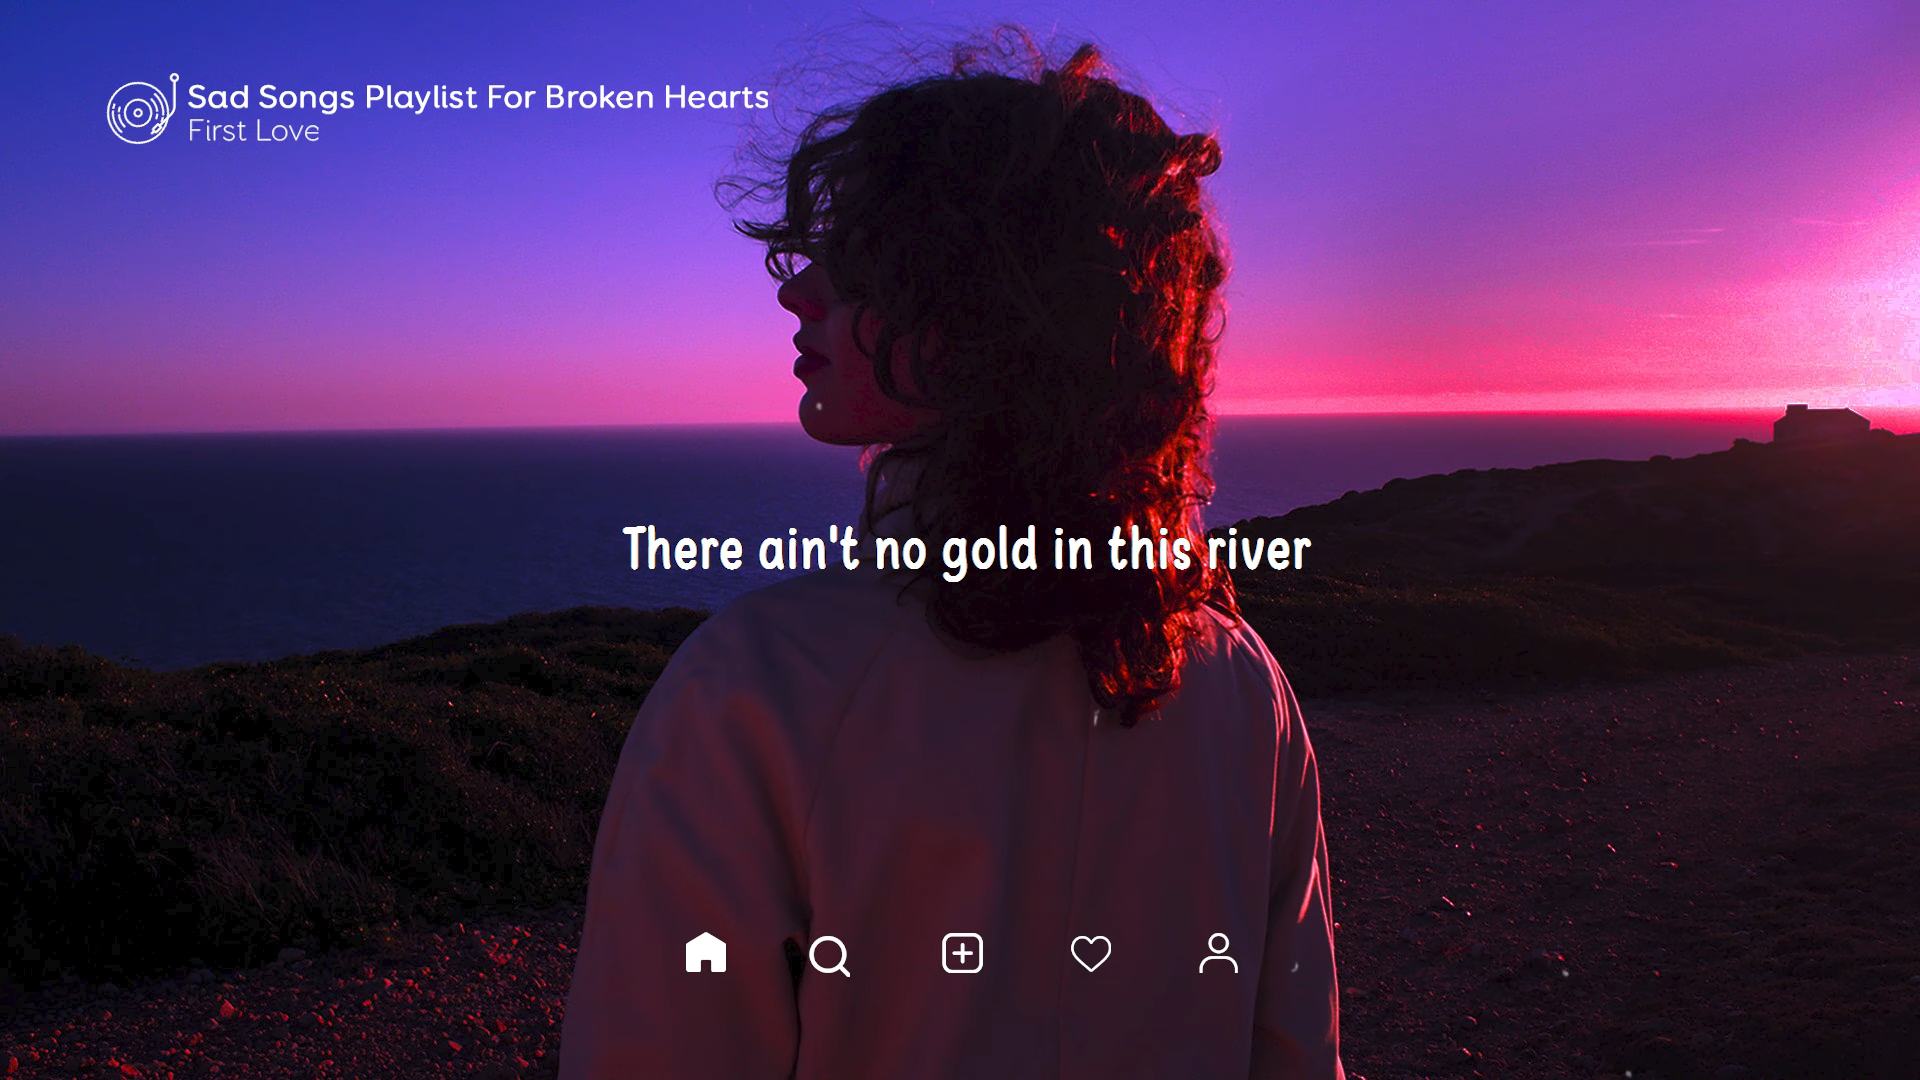 Sad Songs Playlist For Broken Hearts
First Love
There ain't no gold in this river